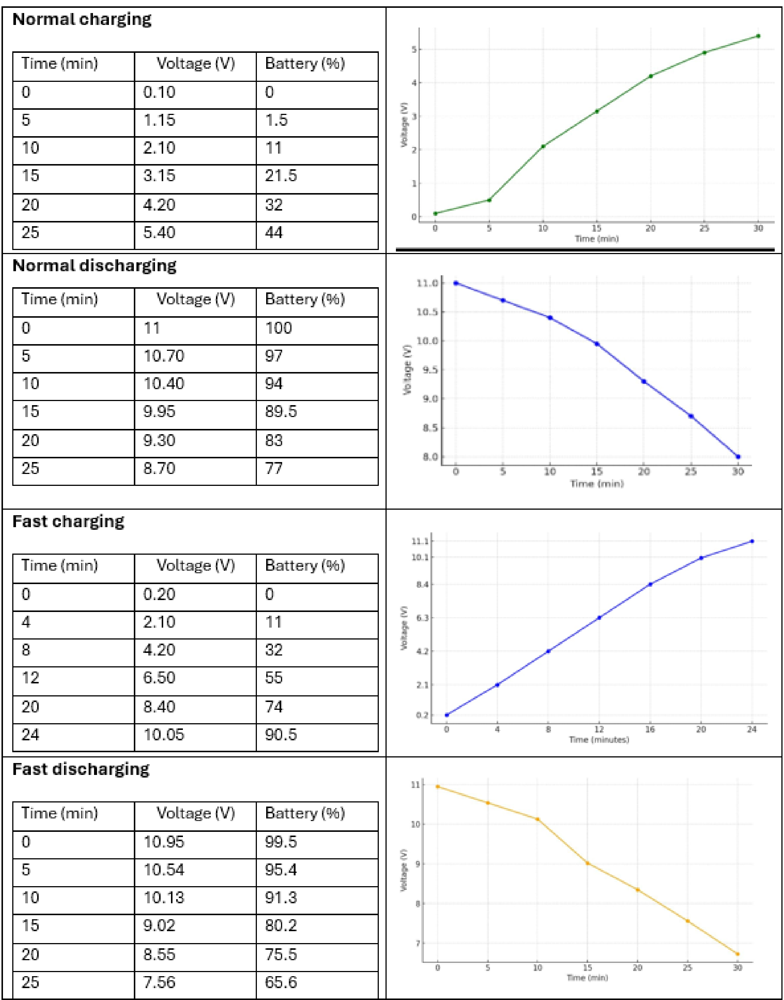 Normal charging
Time (min) Voltage (V) Battery (%)
0 0.10 0
5 1.15 1.5
10 2.10 11
15 3.15 21.5
20 4.20 32
25 5.40 44
5
4
3
2
1
0
Voltage (V)
0 5 10 15 20 25 30
Time (min)
Normal discharging
Time (min) Voltage (V) Battery (%)
0 11 100
5 10.70 97
10 10.40 94
15 9.95 89.5
20 9.30 83
25 8.70 77
11.0
10.5
10.0
9.5
9.0
8.5
8.0
Voltage (V)
0 5 10 15 20 25 30
Time (min)
Fast charging
Time (min) Voltage (V) Battery (%)
0 0.20 0
4 2.10 11
8 4.20 32
12 6.50 55
20 8.40 74
24 10.05 90.5
11.1
10.1
8.4
6.3
4.2
2.1
0.2
Voltage (V)
0 4 8 12 16 20 24
Time (minutes)
Fast discharging
Time (min) Voltage (V) Battery (%)
0 10.95 99.5
5 10.54 95.4
10 10.13 91.3
15 9.02 80.2
20 8.55 75.5
25 7.56 65.6
11
10
9
8
7
Voltage (V)
0 5 10 15 20 25 30
Time (min)